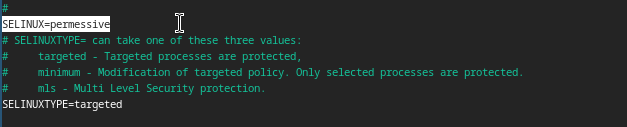 #
SELINUX=permessive
# SELINUXTYPE= can take one of these three values:
#     targeted - Targeted processes are protected,
#     minimum - Modification of targeted policy. Only selected processes are protected.
#     mls - Multi Level Security protection.
SELINUXTYPE=targeted